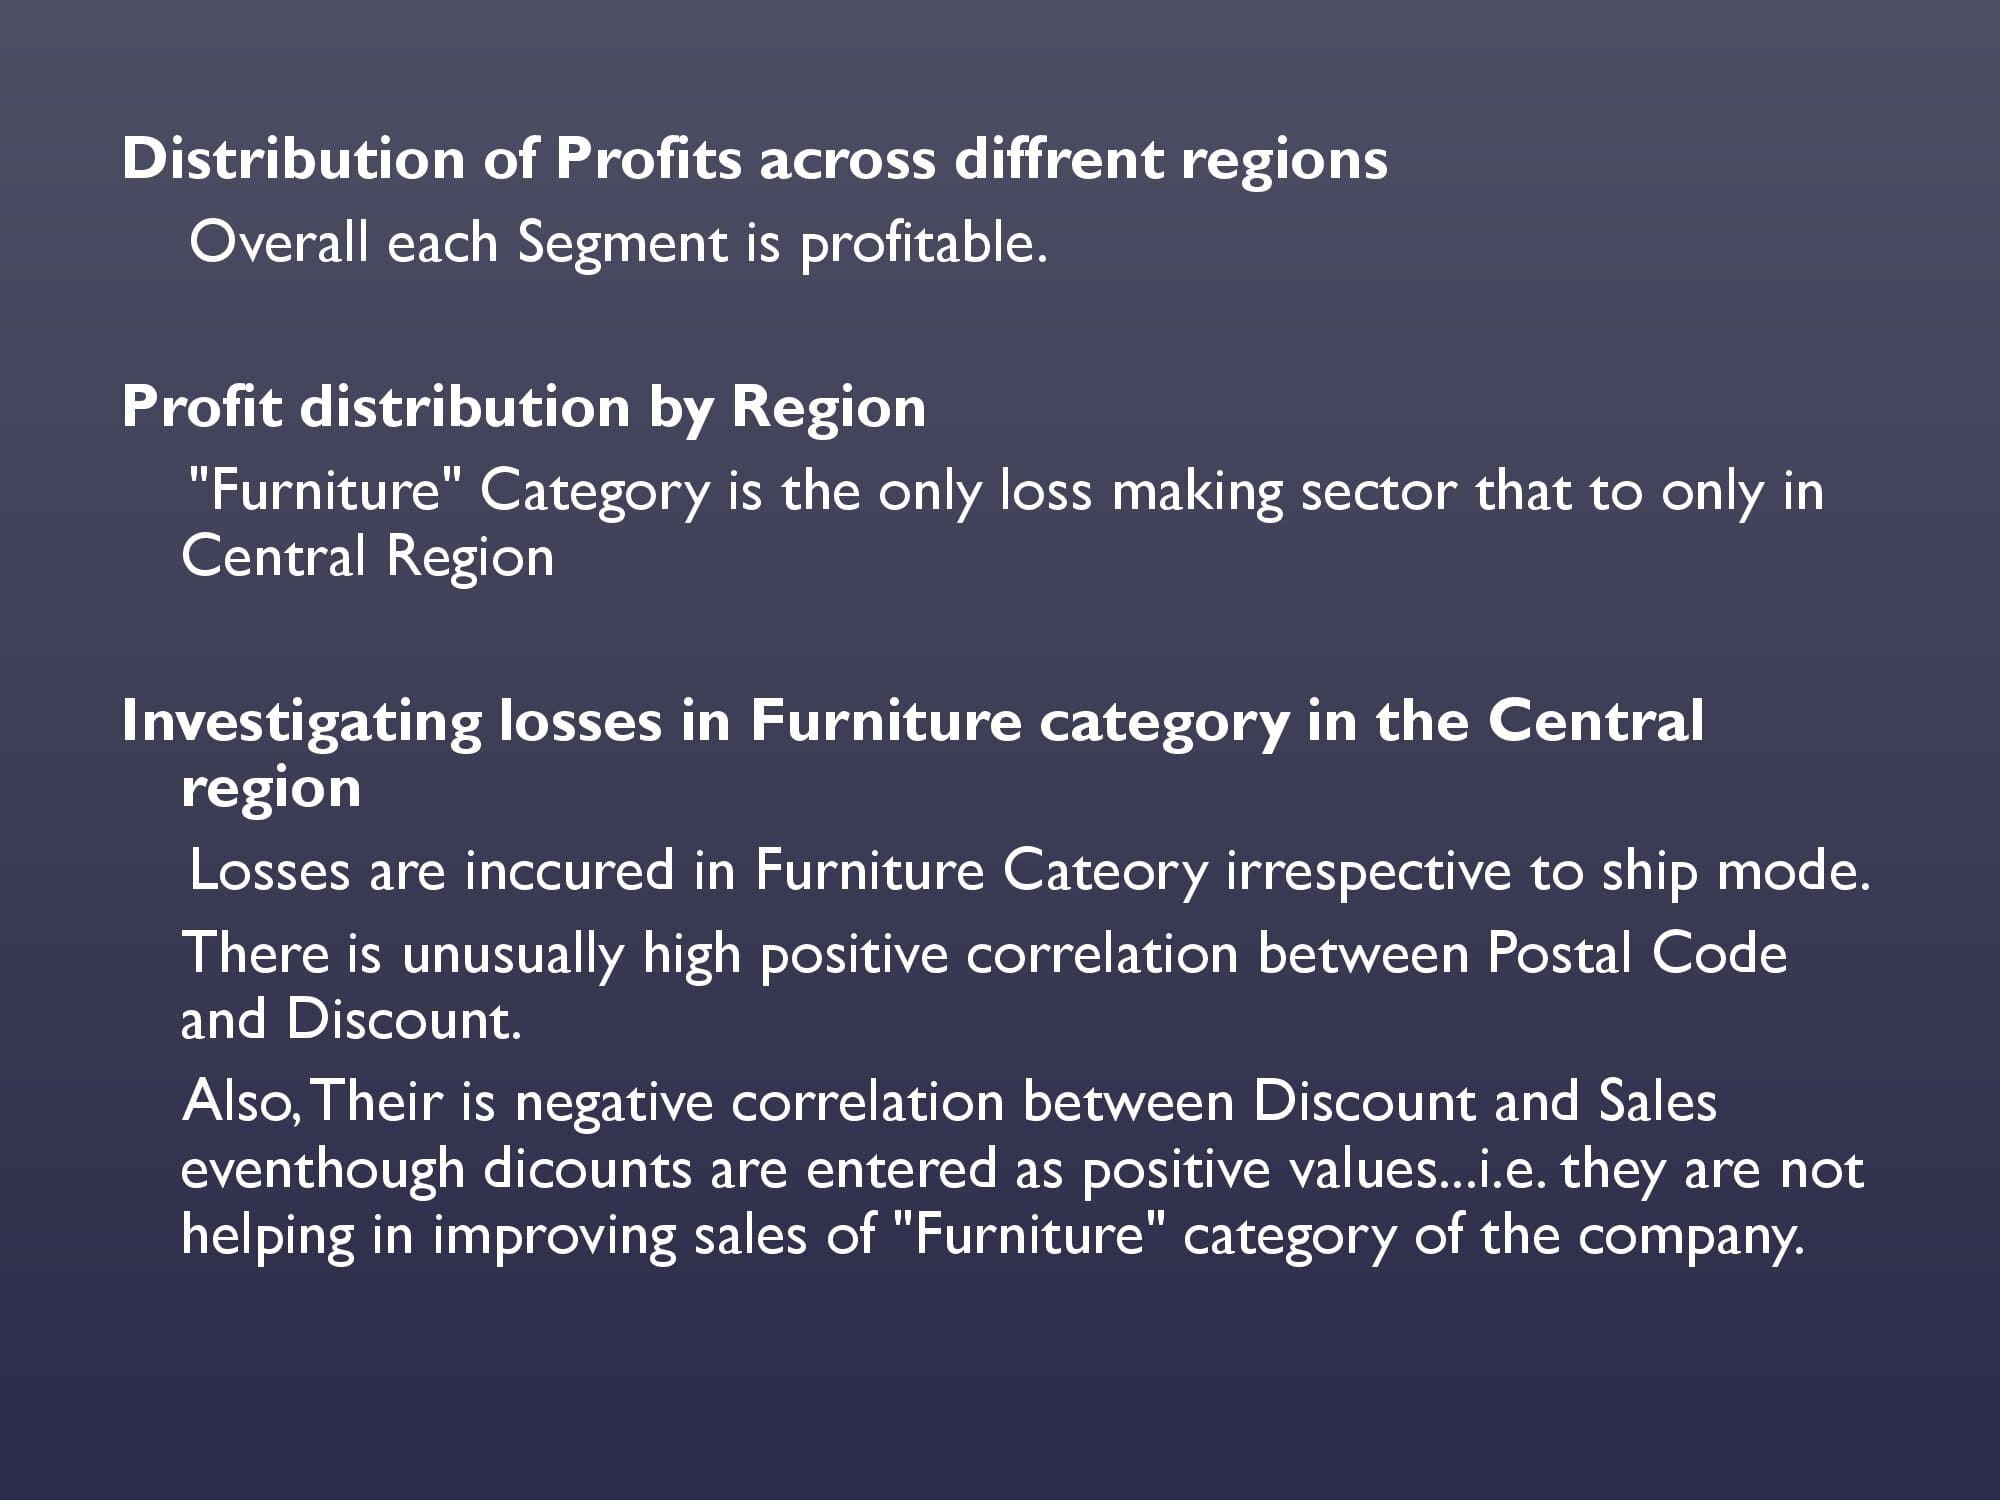 Distribution of Profits across diffrent regions
Overall each Segment is profitable.
Profit distribution by Region
"Furniture" Category is the only loss making sector that to only in
Central Region
Investigating losses in Furniture category in the Central
region
Losses are inccured in Furniture Cateory irrespective to ship mode.
There is unusually high positive correlation between Postal Code
and Discount.
Also, Their is negative correlation between Discount and Sales
eventhough dicounts are entered as positive values...i.e. they are not
helping in improving sales of "Furniture" category of the company.